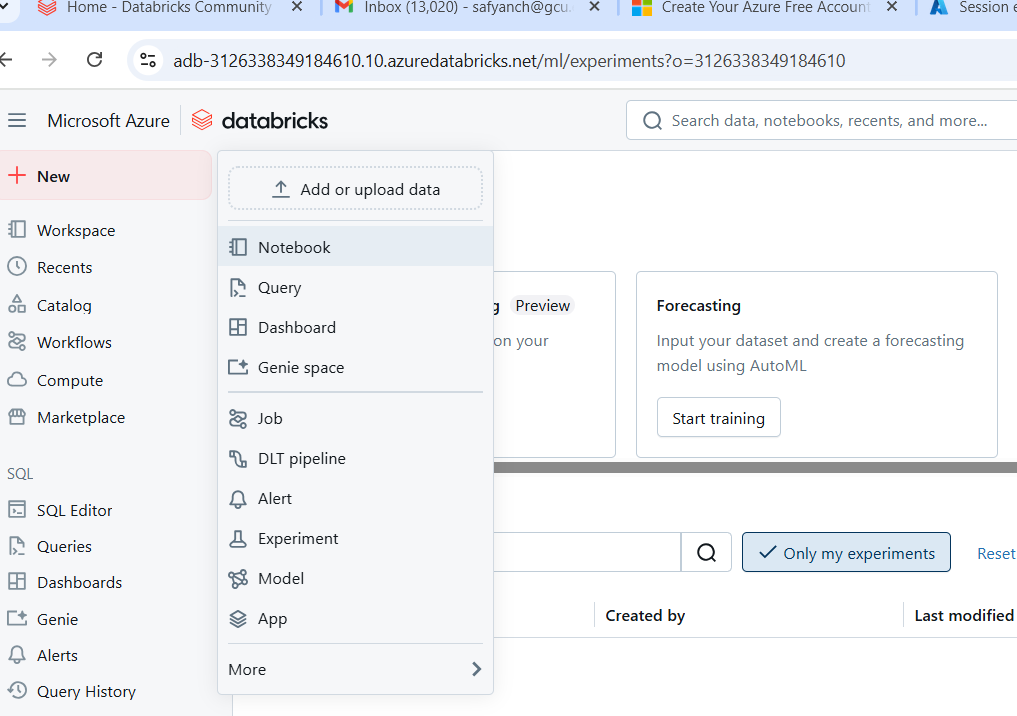 Home - Databricks Community
Inbox (13,020) - safyanch@gcu.
Create Your Azure Free Account
Session e
adb-3126338349184610.10.azuredatabricks.net/ml/experiments?o=3126338349184610
Microsoft Azure
databricks
Search data, notebooks, recents, and more...
New
Workspace
Recents
Catalog
Workflows
Compute
Marketplace
SQL
SQL Editor
Queries
Dashboards
Genie
Alerts
Query History
Add or upload data
Notebook
Query
Dashboard
Genie space
Job
DLT pipeline
Alert
Experiment
Model
App
More
g Preview
on your
Forecasting
Input your dataset and create a forecasting
model using AutoML
Start training
Only my experiments
Reset
Created by
Last modified